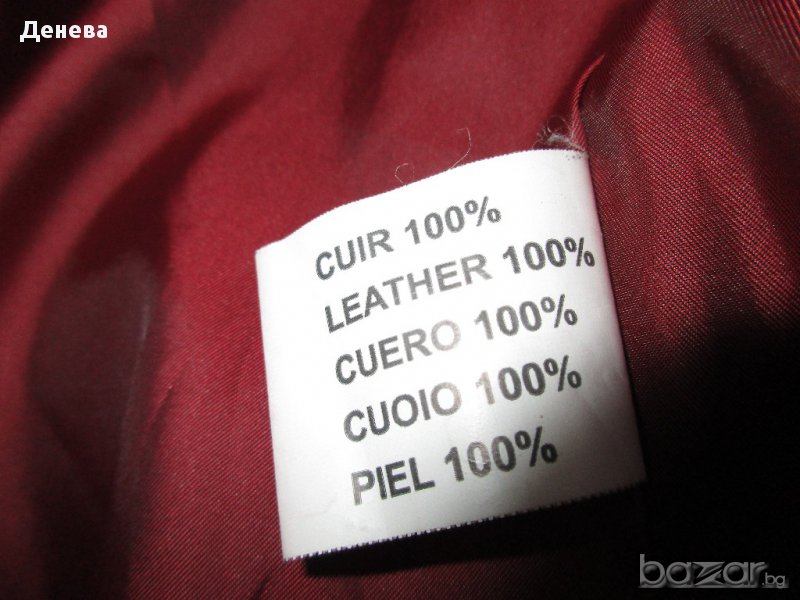 Денева
CUIR 100%
LEATHER 100%
CUERO 100%
CUOIO 100%
PIEL 100%
bazar.bg